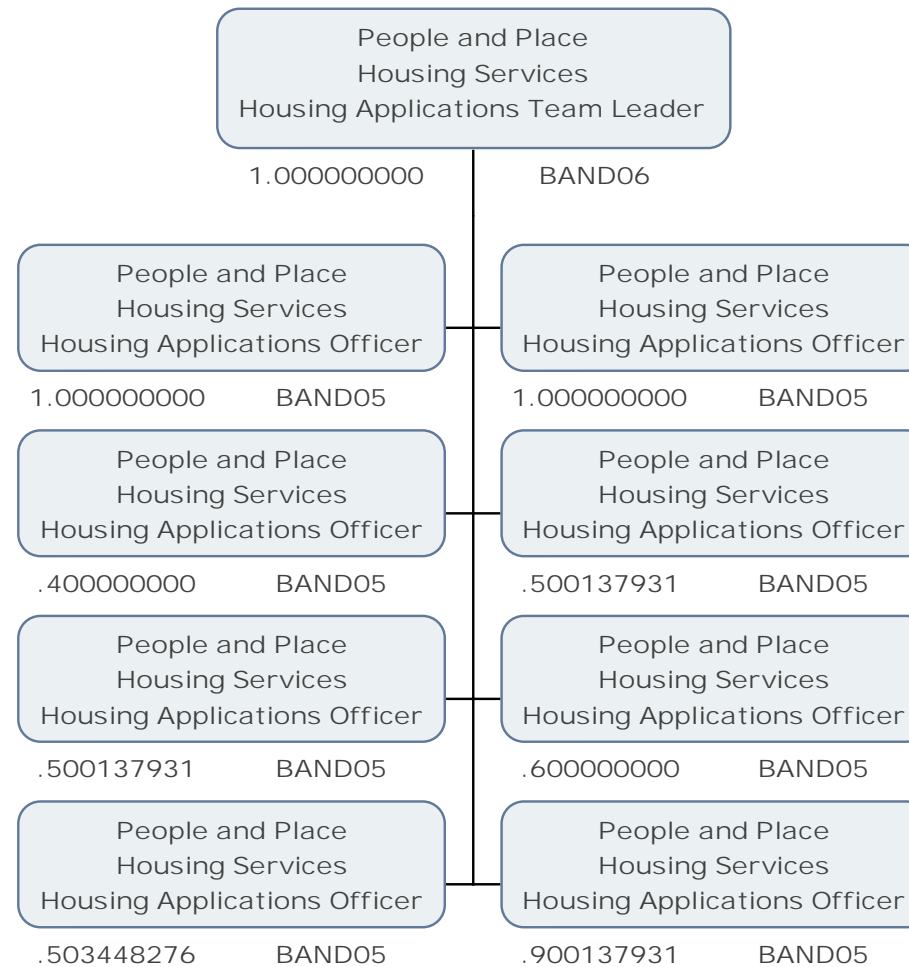 People and Place
Housing Services
Housing Applications Team Leader
1.000000000 BAND06
People and Place
Housing Services
Housing Applications Officer
1.000000000 BAND05
People and Place
Housing Services
Housing Applications Officer
1.000000000 BAND05
People and Place
Housing Services
Housing Applications Officer
.400000000 BAND05
People and Place
Housing Services
Housing Applications Officer
.500137931 BAND05
People and Place
Housing Services
Housing Applications Officer
.500137931 BAND05
People and Place
Housing Services
Housing Applications Officer
.600000000 BAND05
People and Place
Housing Services
Housing Applications Officer
.503448276 BAND05
People and Place
Housing Services
Housing Applications Officer
.900137931 BAND05